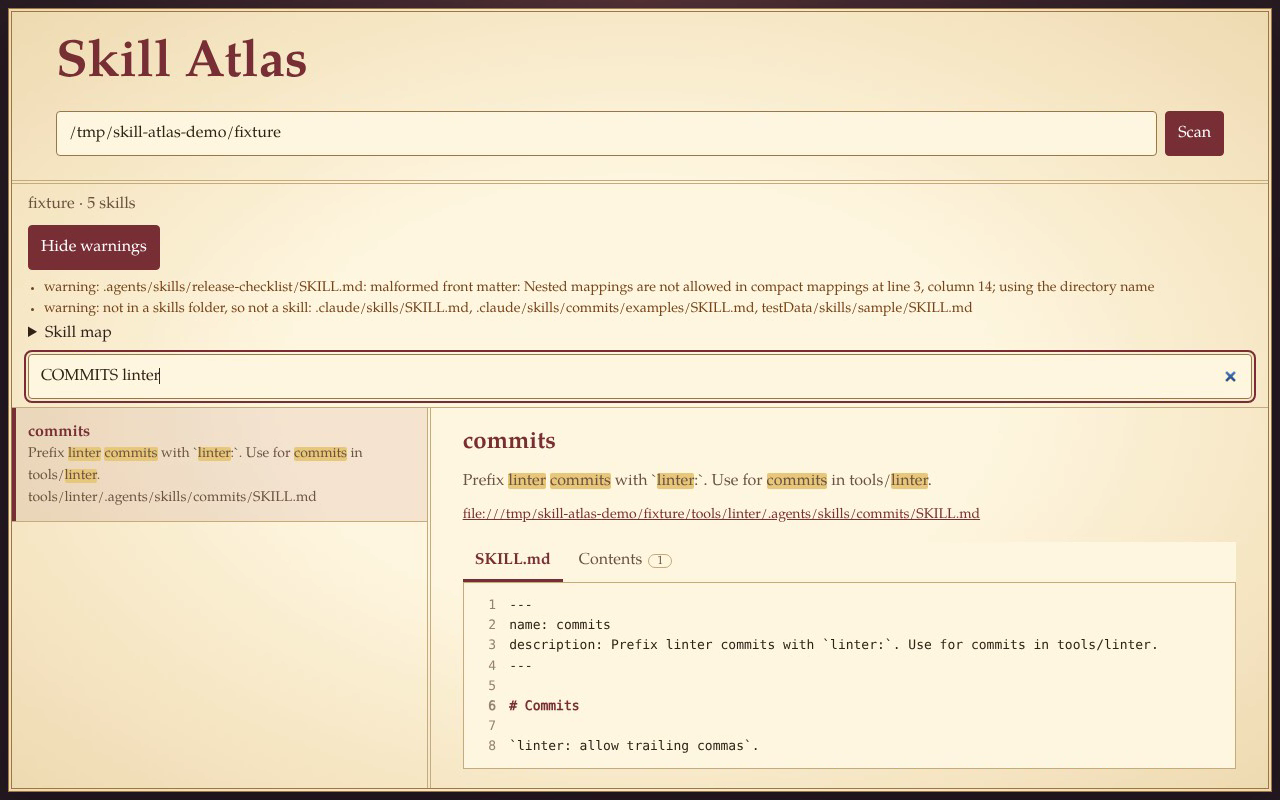 Skill Atlas
/tmp/skill-atlas-demo/fixture
Scan
fixture · 5 skills
Hide warnings
• warning: .agents/skills/release-checklist/SKILL.md: malformed front matter: Nested mappings are not allowed in compact mappings at line 3, column 14; using the directory name
• warning: not in a skills folder, so not a skill: .claude/skills/SKILL.md, .claude/skills/commits/examples/SKILL.md, testData/skills/sample/SKILL.md
▶ Skill map
COMMITS linter
commits
Prefix linter commits with `linter:`. Use for commits in
tools/linter.
tools/linter/.agents/skills/commits/SKILL.md
commits
Prefix linter commits with `linter:`. Use for commits in tools/linter.
file:///tmp/skill-atlas-demo/fixture/tools/linter/.agents/skills/commits/SKILL.md
SKILL.md Contents 1
1 ---
2 name: commits
3 description: Prefix linter commits with `linter:`. Use for commits in tools/linter.
4 ---
5
6 # Commits
7
8 `linter: allow trailing commas`.